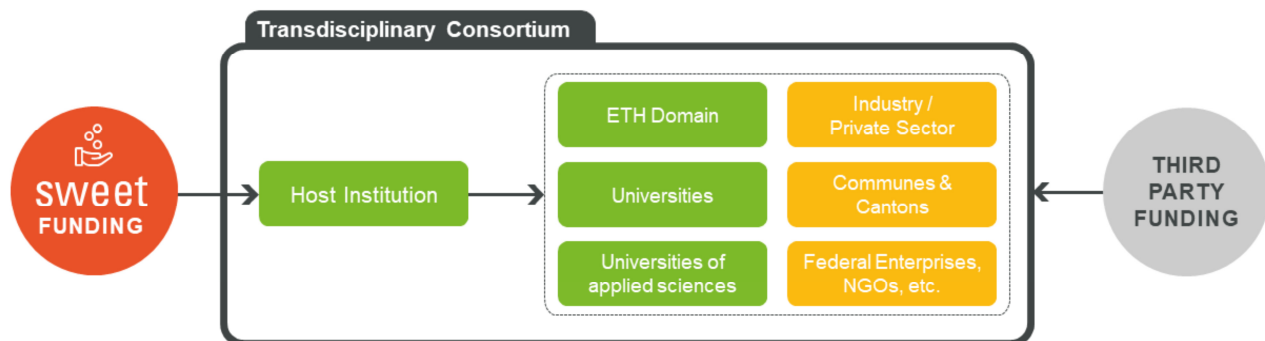 Transdisciplinary Consortium
sweet
FUNDING
Host Institution
ETH Domain
Universities
Universities of
applied sciences
Industry /
Private Sector
Communes &
Cantons
Federal Enterprises,
NGOs, etc.
THIRD
PARTY
FUNDING